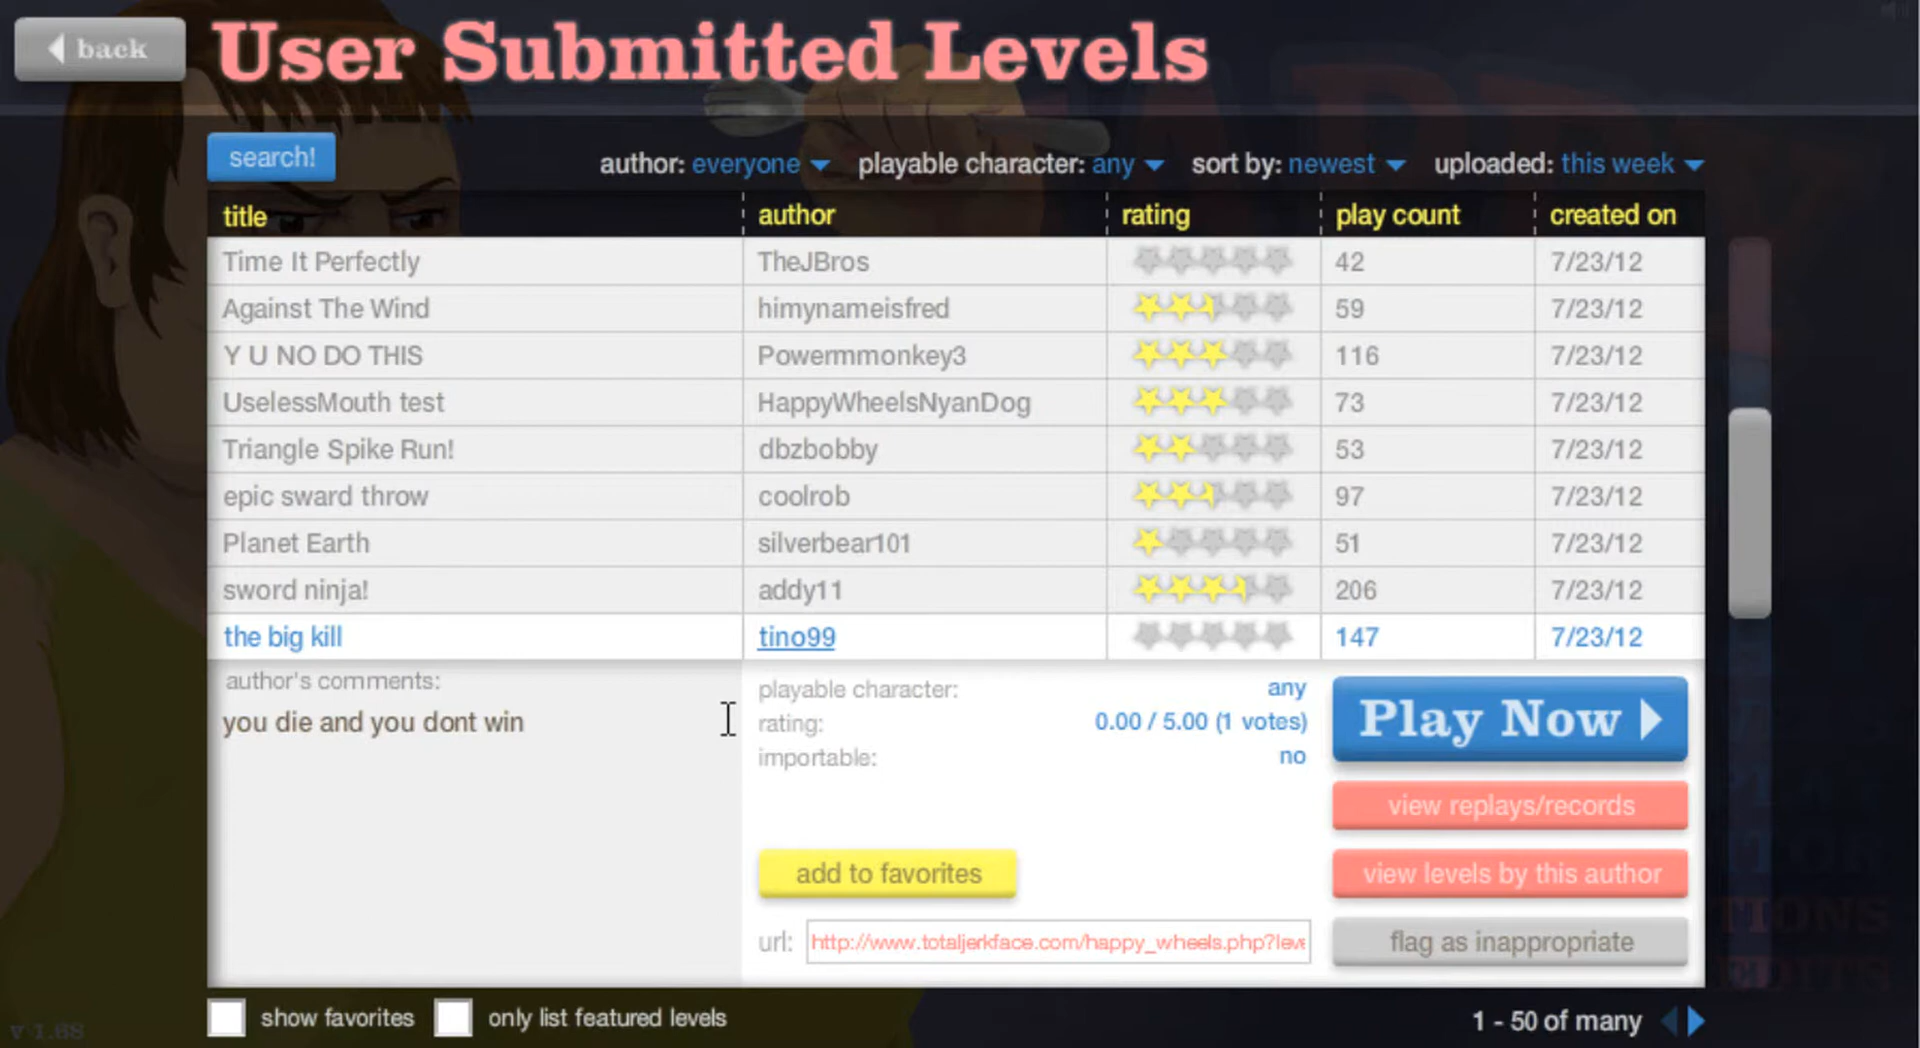 back
User Submitted Levels
search!
author: everyone playable character: any sort by: newest uploaded: this week
title author rating play count created on
Time It Perfectly TheJBros 42 7/23/12
Against The Wind himynameisfred 59 7/23/12
Y U NO DO THIS Powermmonkey3 116 7/23/12
UselessMouth test HappyWheelsNyanDog 73 7/23/12
Triangle Spike Run! dbzbobby 53 7/23/12
epic sward throw coolrob 97 7/23/12
Planet Earth silverbear101 51 7/23/12
sword ninja! addy11 206 7/23/12
the big kill tino99 147 7/23/12
author's comments:
you die and you dont win
playable character: any
rating: 0.00 / 5.00 (1 votes)
importable: no
Play Now
view replays/records
add to favorites
view levels by this author
url: http://www.totaljerkface.com/happy_wheels.php?leve
flag as inappropriate
show favorites only list featured levels
1 - 50 of many
v 1.68